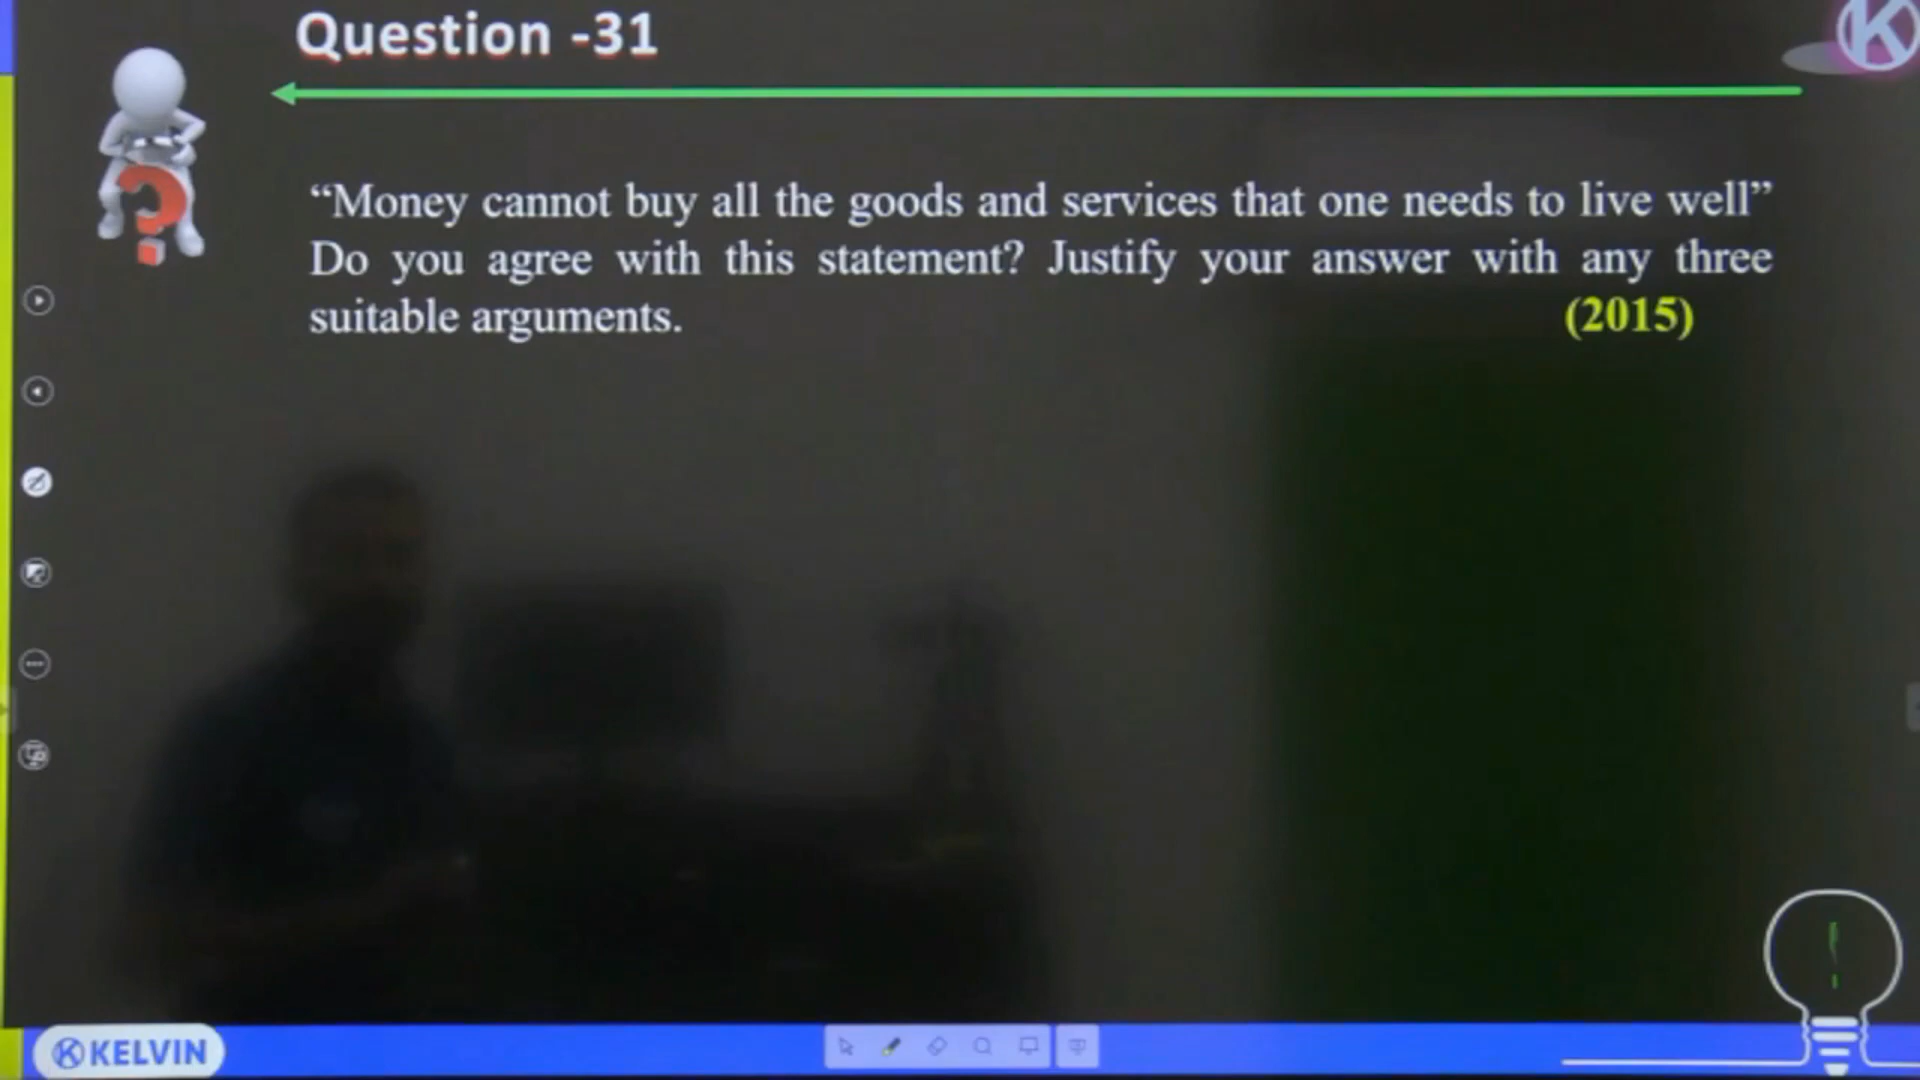 Question -31
“Money cannot buy all the goods and services that one needs to live well”
Do you agree with this statement? Justify your answer with any three
suitable arguments. (2015)
KELVIN